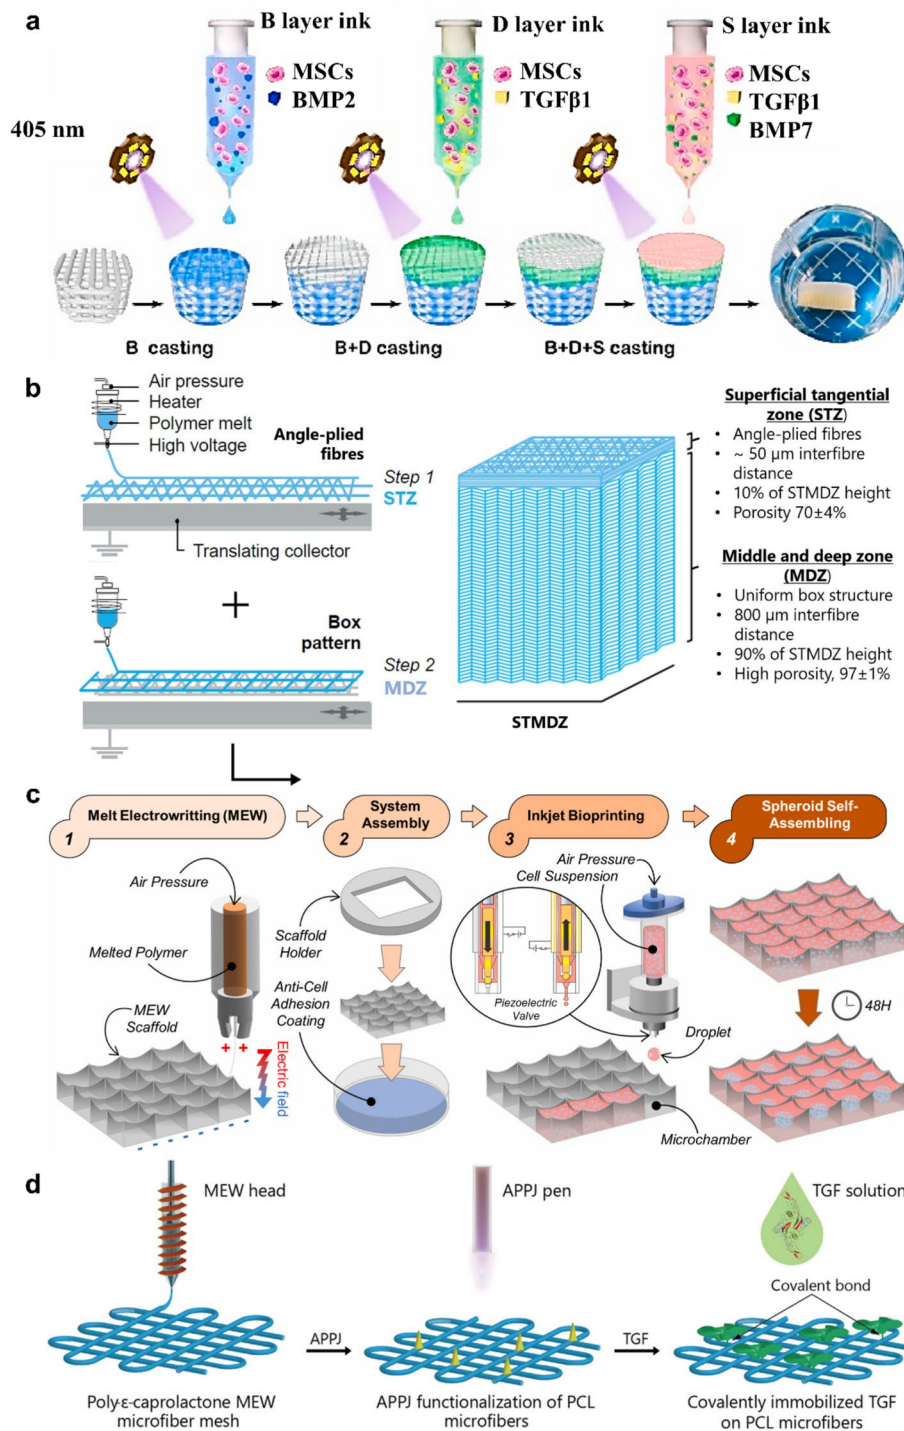 a
B layer ink
MSCs
BMP2
D layer ink
MSCs
TGFβ1
S layer ink
MSCs
TGFβ1
BMP7
405 nm
B casting
B+D casting
B+D+S casting
b
Air pressure
Heater
Polymer melt
High voltage
Angle-plied
fibres
Step 1
STZ
Translating collector
+
Box
pattern
Step 2
MDZ
STMDZ
Superficial tangential
zone (STZ)
• Angle-plied fibres
• ~ 50 µm interfibre
distance
• 10% of STMDZ height
• Porosity 70±4%
Middle and deep zone
(MDZ)
• Uniform box structure
• 800 µm interfibre
distance
• 90% of STMDZ height
• High porosity, 97±1%
c
1
Melt Electrowritting (MEW)
2
System
Assembly
3
Inkjet Bioprinting
4
Spheroid Self-
Assembling
Air Pressure
Melted Polymer
MEW
Scaffold
+ +
Electric
field
Scaffold
Holder
Anti-Cell
Adhesion
Coating
Air Pressure
Cell Suspension
Piezoelectric
Valve
Droplet
Microchamber
48H
d
MEW head
APPJ pen
TGF solution
Covalent bond
APPJ
TGF
Poly-ε-caprolactone MEW
microfiber mesh
APPJ functionalization of PCL
microfibers
Covalently immobilized TGF
on PCL microfibers